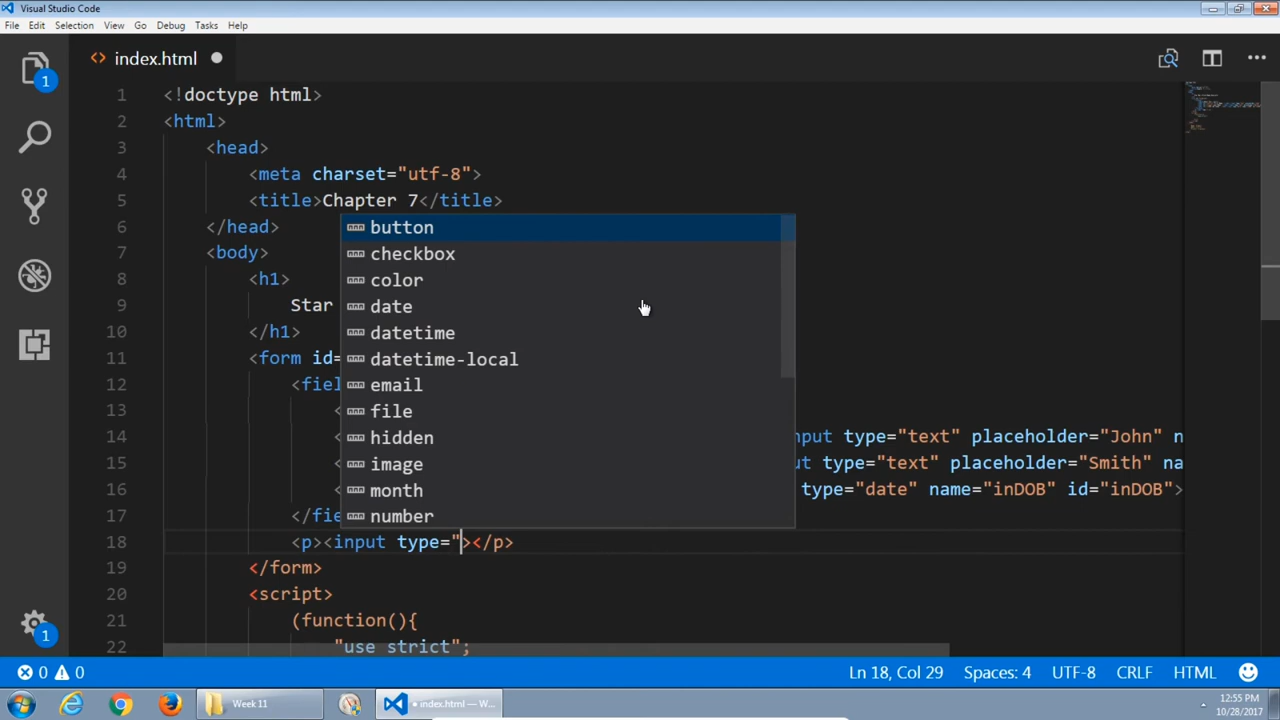 Visual Studio Code
File Edit Selection View Go Debug Tasks Help
index.html
1
1 <!doctype html>
2 <html>
3 <head>
4 <meta charset="utf-8">
5 <title>Chapter 7</title>
6 </head>
7 <body>
8 <h1>
9 Star
10 </h1>
11 <form id=
12 <fiel
13 <
14 < nput type="text" placeholder="John" n
15 < ut type="text" placeholder="Smith" na
16 < type="date" name="inDOB" id="inDOB">
17 </fie
18 <p><input type="></p>
19 </form>
20 <script>
21 (function(){
22 "use strict";
button
checkbox
color
date
datetime
datetime-local
email
file
hidden
image
month
number
1
0 0 Ln 18, Col 29 Spaces: 4 UTF-8 CRLF HTML
Week 11 • index.html — W... 12:55 PM
10/28/2017